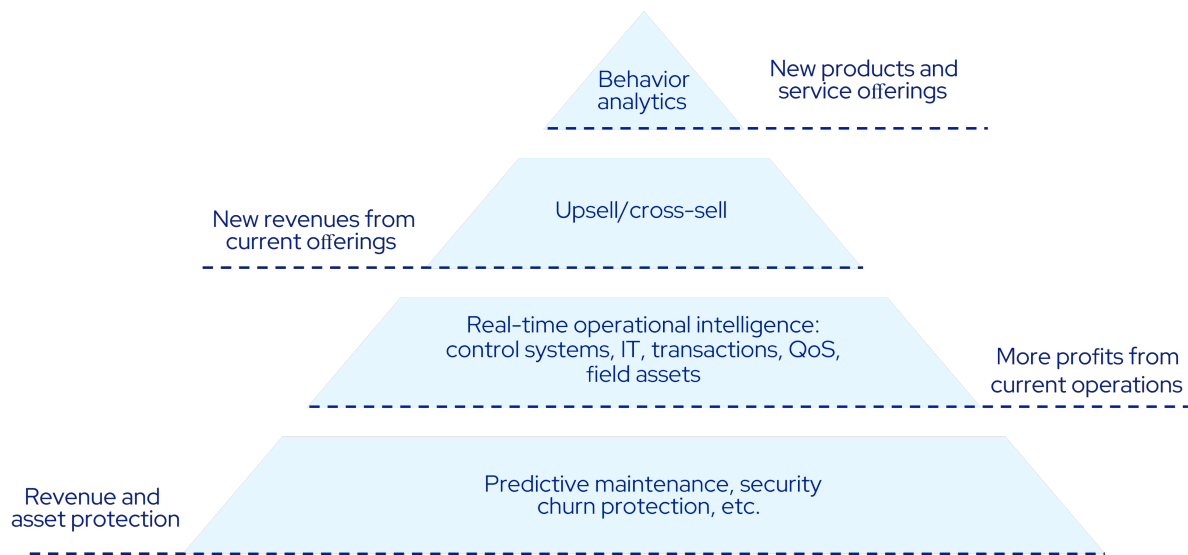 Behavior
analytics
New products and
service offerings
New revenues from
current offerings
Upsell/cross-sell
Real-time operational intelligence:
control systems, IT, transactions, QoS,
field assets
More profits from
current operations
Revenue and
asset protection
Predictive maintenance, security
churn protection, etc.